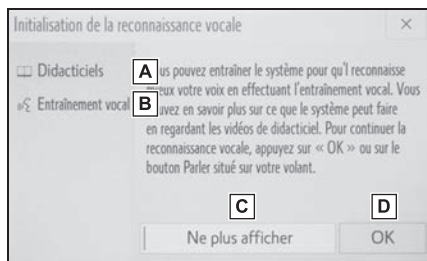 Initialisation de la reconnaissance vocale
Didacticiels
Entraînement vocal
A
B
us pouvez entraîner le système pour qu'l reconnaisse
eux votre voix en effectuant l'entraînement vocal. Vous
uvez en savoir plus sur ce que le système peut faire
en regardant les vidéos de didacticiel. Pour continuer la
reconnaissance vocale, appuyez sur « OK » ou sur le
bouton Parler situé sur votre volant.
C
D
Ne plus afficher
OK